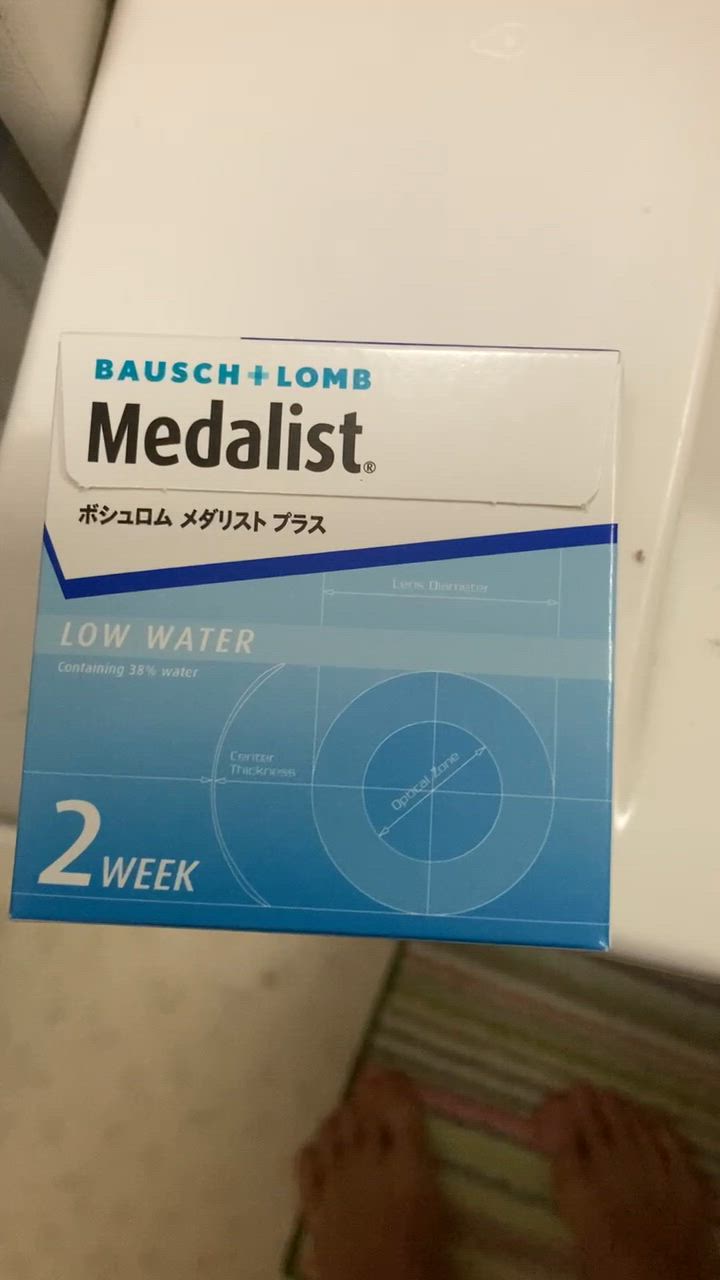 BAUSCH+LOMB
Medalist®
ボシュロム メダリスト プラス
Lens Diameter
LOW WATER
Containing 38% water
Center
Thickness
Optical Zone
2 WEEK